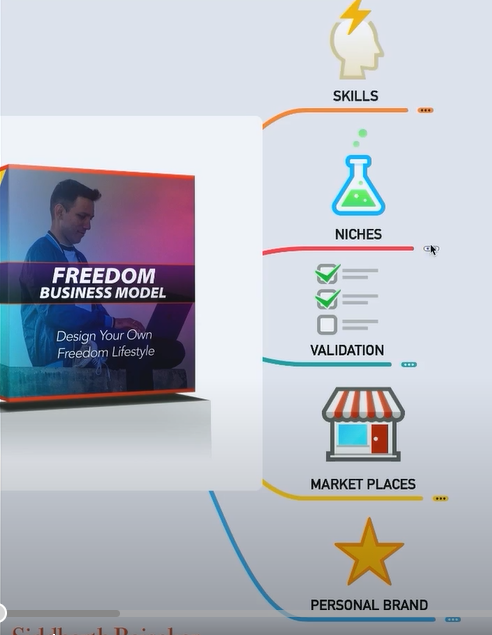 SKILLS
NICHES
FREEDOM
BUSINESS MODEL
Design Your Own
Freedom Lifestyle
VALIDATION
MARKET PLACES
PERSONAL BRAND